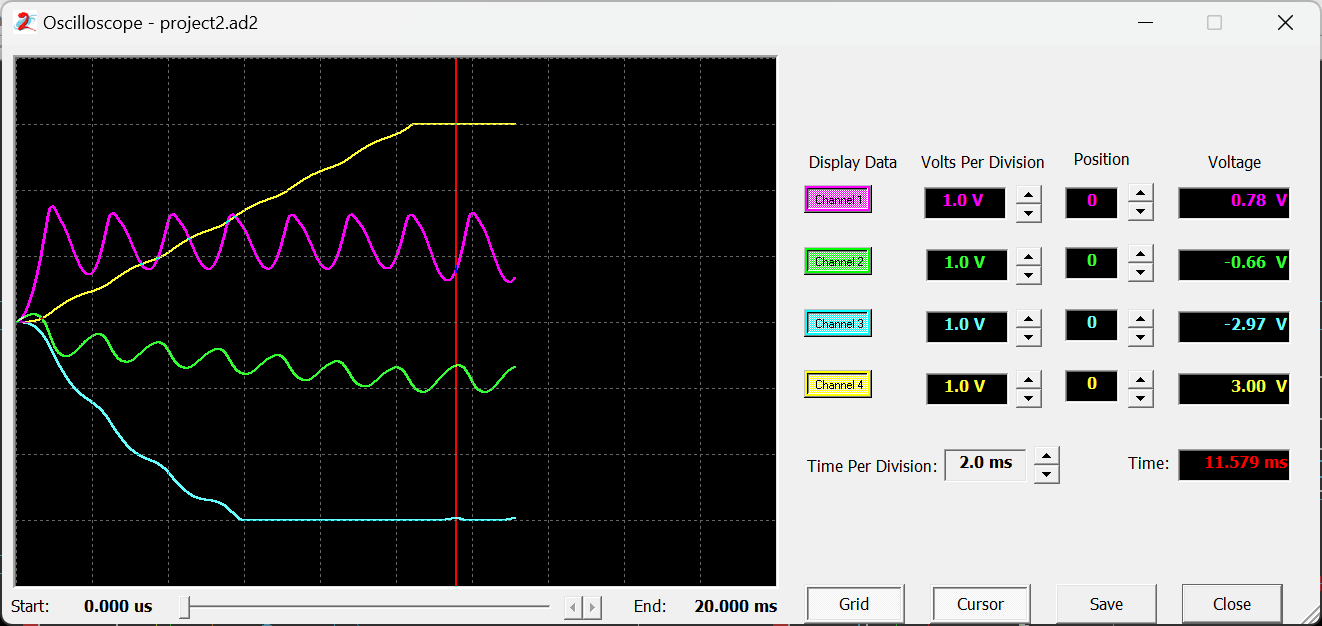 Oscilloscope - project2.ad2
Display Data Volts Per Division Position Voltage
Channel 1 1.0 V 0 0.78 V
Channel 2 1.0 V 0 -0.66 V
Channel 3 1.0 V 0 -2.97 V
Channel 4 1.0 V 0 3.00 V
Time Per Division: 2.0 ms Time: 11.579 ms
Start: 0.000 us End: 20.000 ms Grid Cursor Save Close